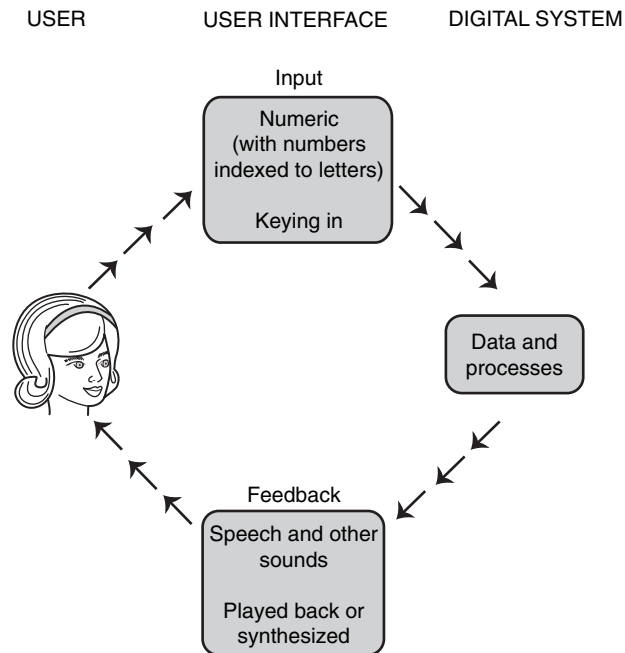 USER
USER INTERFACE
DIGITAL SYSTEM
Input
Numeric
(with numbers
indexed to letters)
Keying in
Data and
processes
Feedback
Speech and other
sounds
Played back or
synthesized